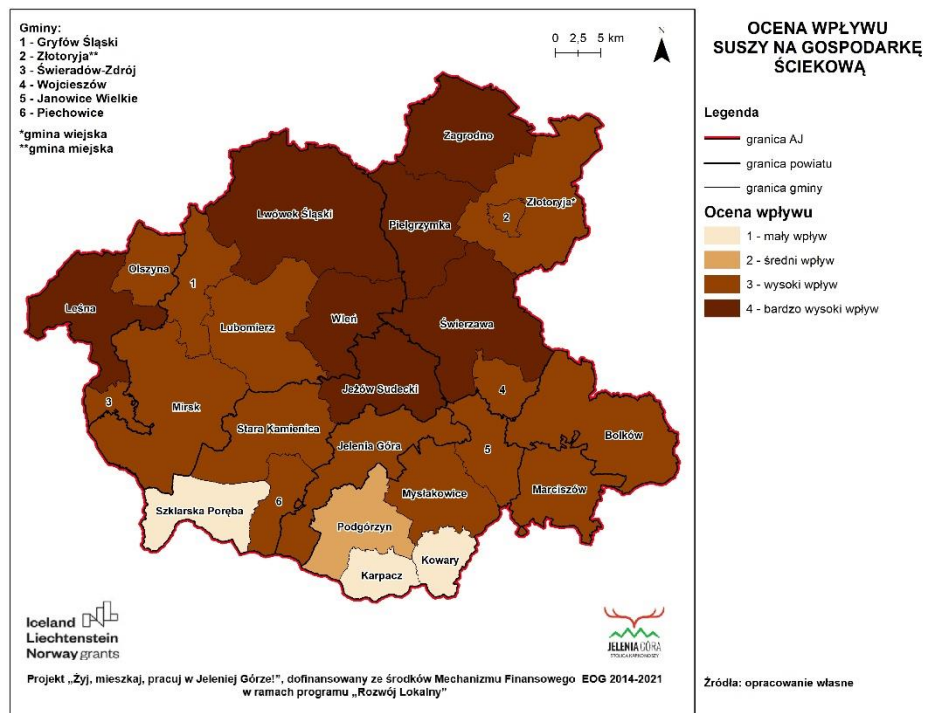 Gminy:
1 - Gryfów Śląski
2 - Złotoryja**
3 - Świeradów-Zdrój
4 - Wojcieszów
5 - Janowice Wielkie
6 - Piechowice
*gmina wiejska
**gmina miejska
0 2,5 5 km
N
Zagrodno
Złotoryja*
2
Lwówek Śląski
Pielgrzymka
Olszyna
1
Leśna
Lubomierz
Wleń
Świerzawa
Jeżów Sudecki
4
3
Mirsk
Stara Kamienica
Jelenia Góra
5
Bolków
Mysłakowice
Marciszów
6
Szklarska Poręba
Podgórzyn
Kowary
Karpacz
Iceland
Liechtenstein
Norway grants
JELENIA GÓRA
STOLICA KARKONOSZY
Projekt „Żyj, mieszkaj, pracuj w Jeleniej Górze!”, dofinansowany ze środków Mechanizmu Finansowego EOG 2014-2021
w ramach programu „Rozwój Lokalny”
OCENA WPŁYWU
SUSZY NA GOSPODARKĘ
ŚCIEKOWĄ
Legenda
granica AJ
granica powiatu
granica gminy
Ocena wpływu
1 - mały wpływ
2 - średni wpływ
3 - wysoki wpływ
4 - bardzo wysoki wpływ
Źródła: opracowanie własne